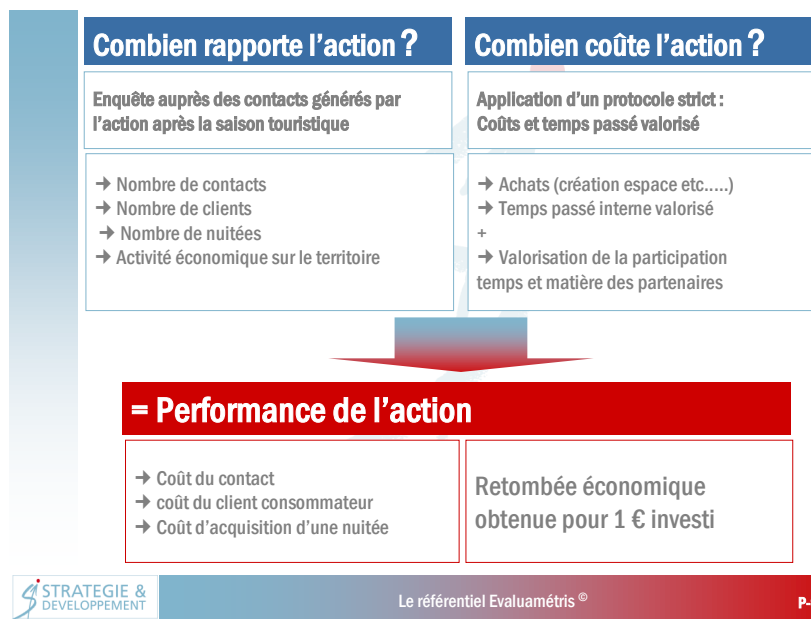 Combien rapporte l’action ?
Enquête auprès des contacts générés par
l’action après la saison touristique
→ Nombre de contacts
→ Nombre de clients
→ Nombre de nuitées
→ Activité économique sur le territoire
Combien coûte l’action ?
Application d’un protocole strict :
Coûts et temps passé valorisé
→ Achats (création espace etc.....)
→ Temps passé interne valorisé
+
→ Valorisation de la participation
temps et matière des partenaires
= Performance de l’action
→ Coût du contact
→ coût du client consommateur
→ Coût d’acquisition d’une nuitée
Retombée économique
obtenue pour 1 € investi
STRATEGIE &
DEVELOPPEMENT
Le référentiel Evaluamétris ©
P-